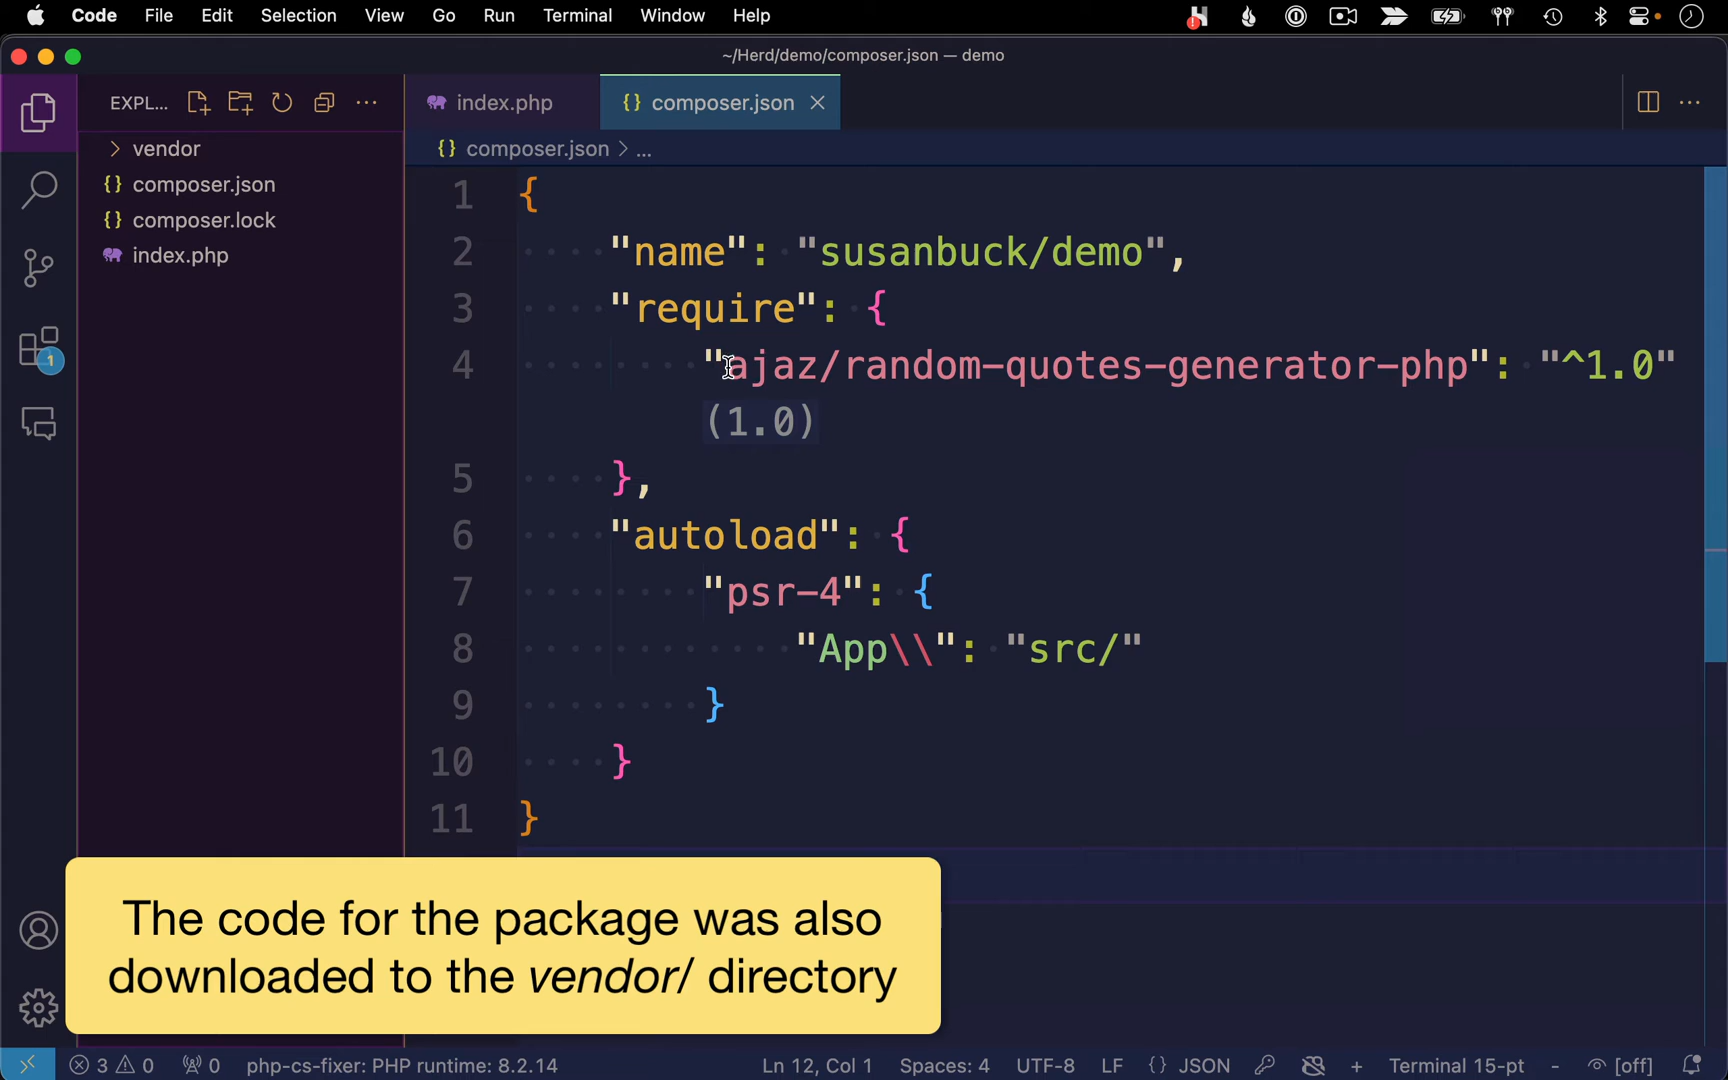 Code File Edit Selection View Go Run Terminal Window Help
~/Herd/demo/composer.json — demo
EXPL...
index.php
composer.json
vendor
composer.json > ...
composer.json
composer.lock
index.php
1 {
2 "name": "susanbuck/demo",
3 "require": {
4 "ajaz/random-quotes-generator-php": "^1.0"
(1.0)
5 },
6 "autoload": {
7 "psr-4": {
8 "App\\": "src/"
9 }
10 }
11 }
1
The code for the package was also
downloaded to the vendor/ directory
3 0 0 php-cs-fixer: PHP runtime: 8.2.14 Ln 12, Col 1 Spaces: 4 UTF-8 LF {} JSON + Terminal 15-pt - [off]